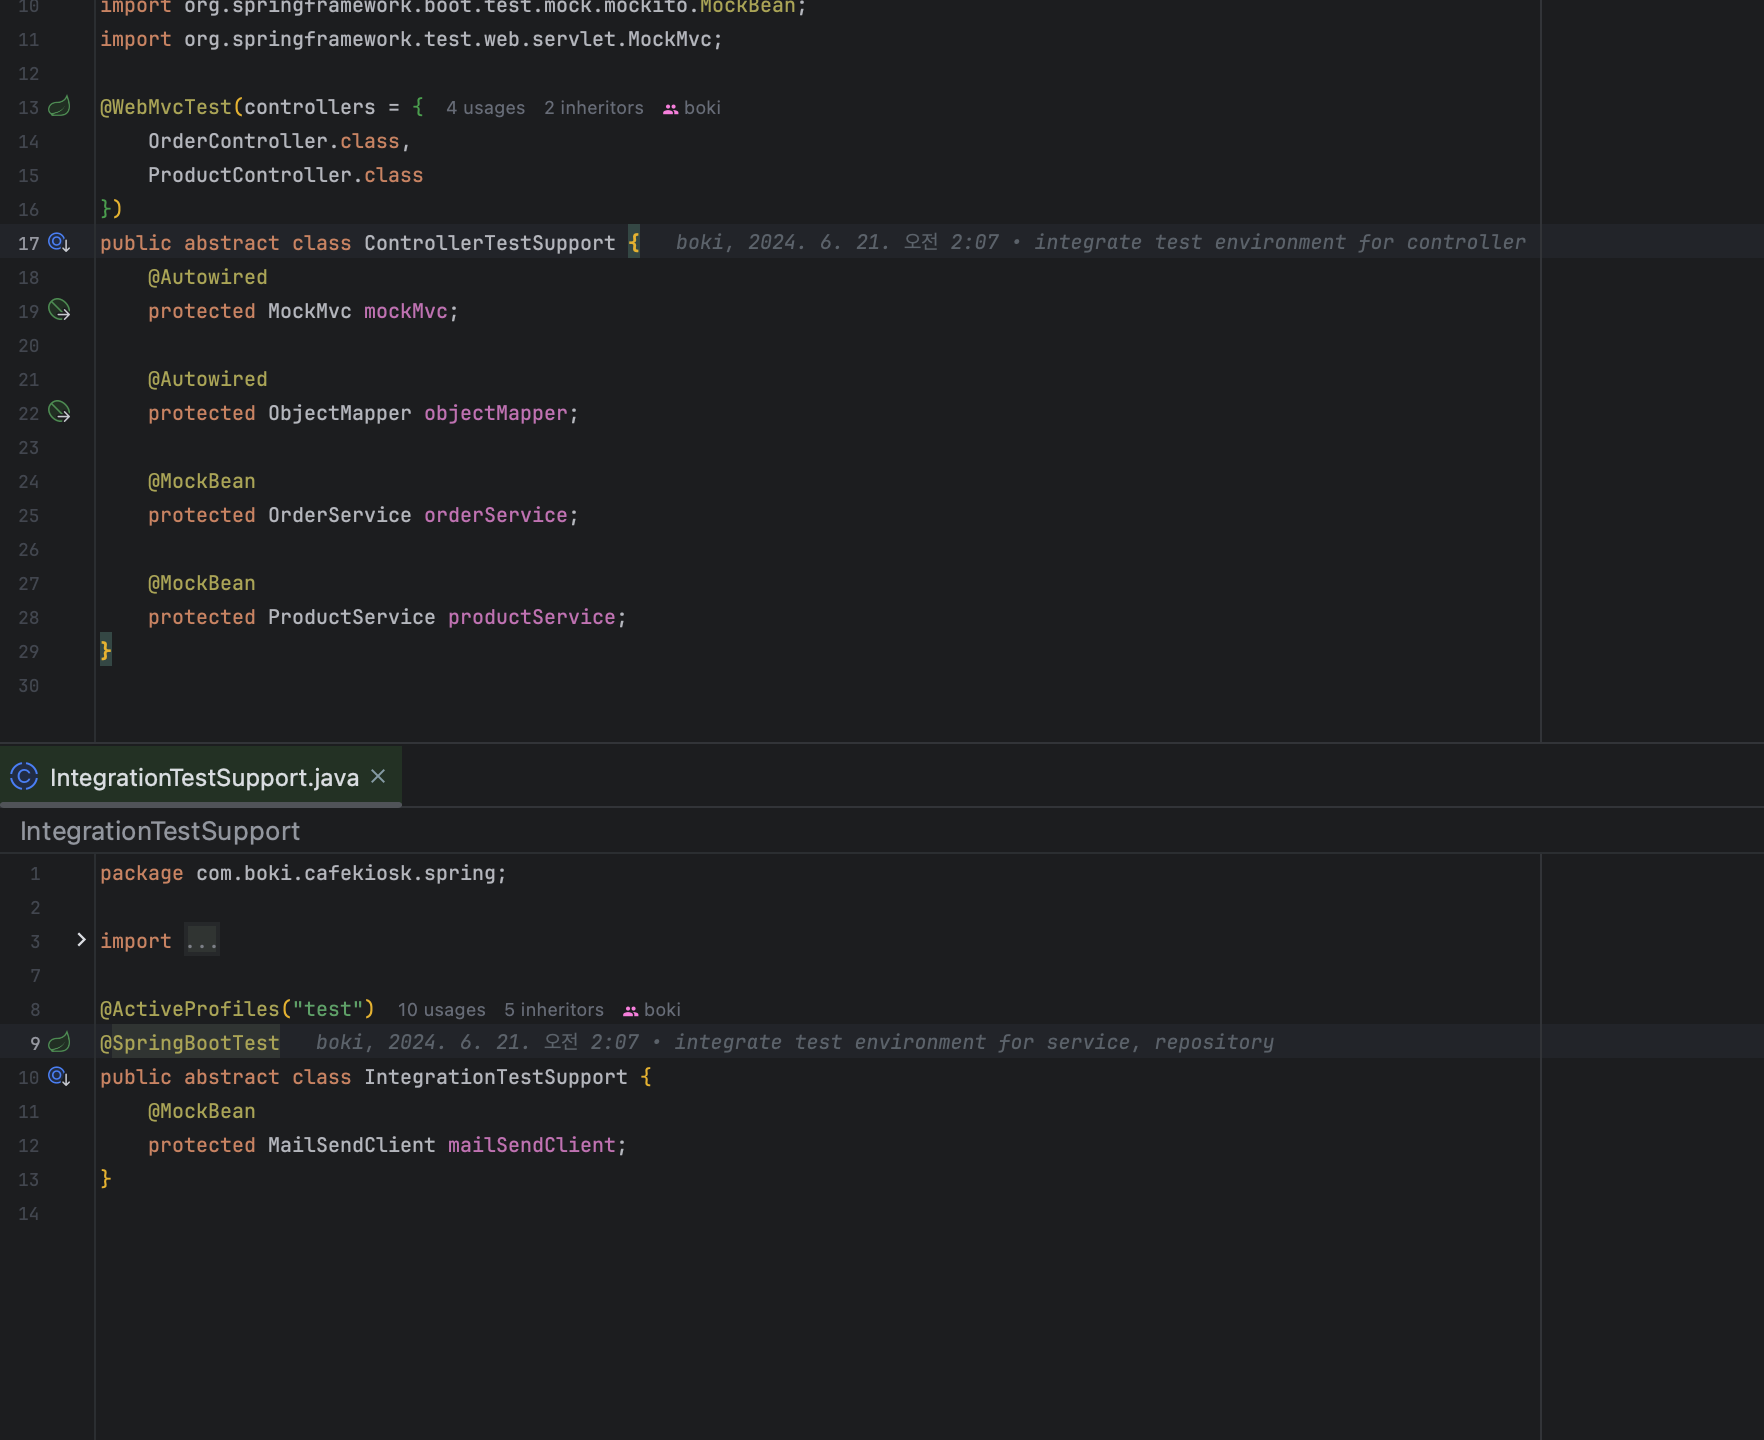 10 import org.springframework.boot.test.mock.mockito.MockBean;
11 import org.springframework.test.web.servlet.MockMvc;
12
13 @WebMvcTest(controllers = { 4 usages 2 inheritors boki
14 OrderController.class,
15 ProductController.class
16 })
17 public abstract class ControllerTestSupport { boki, 2024. 6. 21. 오전 2:07 • integrate test environment for controller
18 @Autowired
19 protected MockMvc mockMvc;
20
21 @Autowired
22 protected ObjectMapper objectMapper;
23
24 @MockBean
25 protected OrderService orderService;
26
27 @MockBean
28 protected ProductService productService;
29 }
30
IntegrationTestSupport.java
IntegrationTestSupport
1 package com.boki.cafekiosk.spring;
2
3 import ...
7
8 @ActiveProfiles("test") 10 usages 5 inheritors boki
9 @SpringBootTest boki, 2024. 6. 21. 오전 2:07 • integrate test environment for service, repository
10 public abstract class IntegrationTestSupport {
11 @MockBean
12 protected MailSendClient mailSendClient;
13 }
14